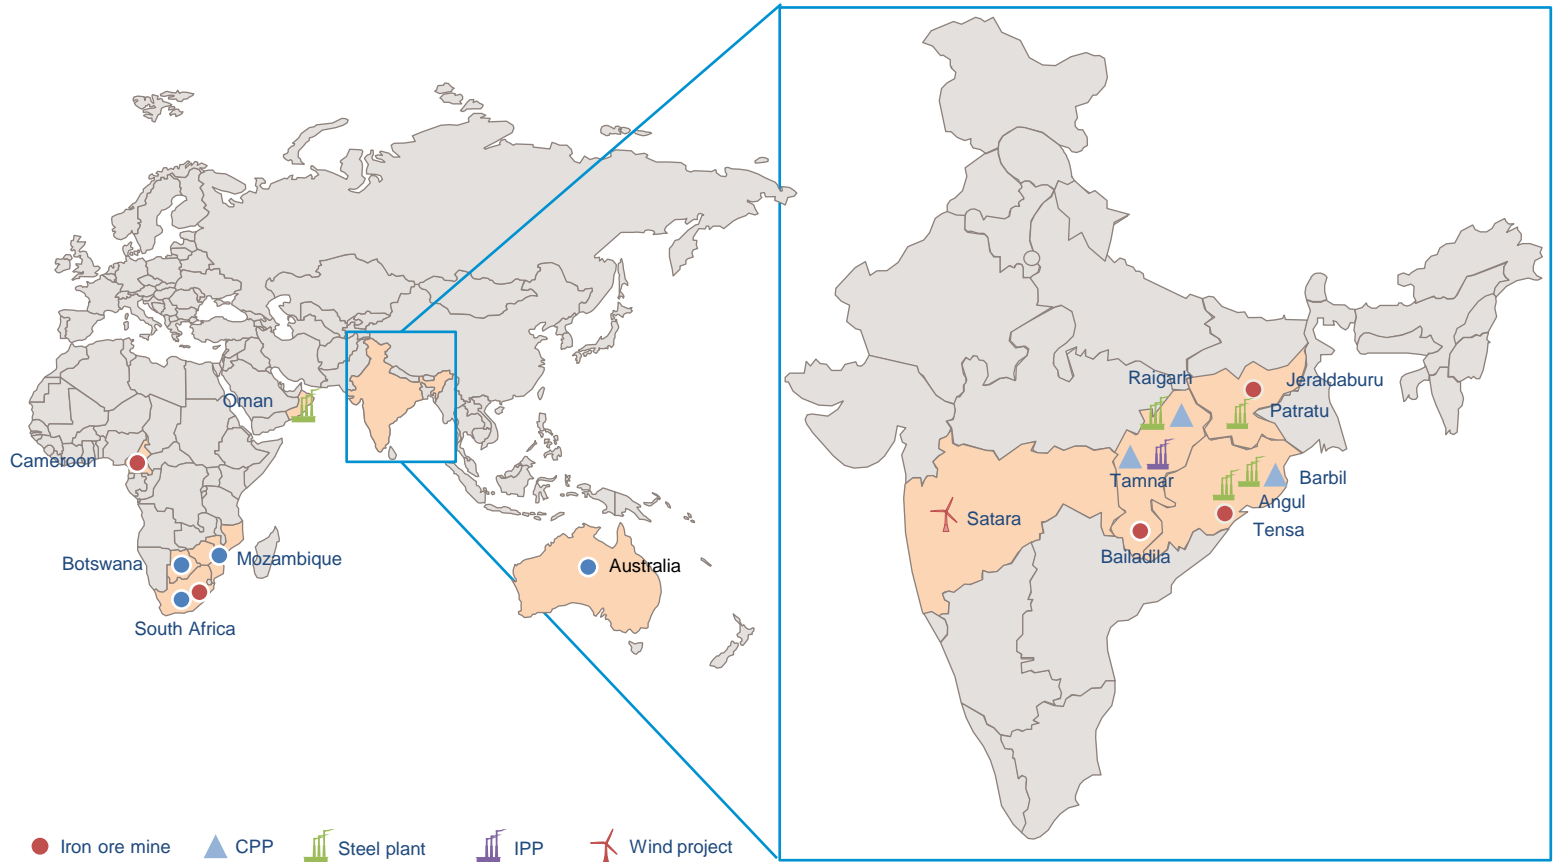 Oman
Cameroon
Botswana
Mozambique
South Africa
Australia
Raigarh
Jeraldaburu
Patratu
Tamnar
Barbil
Angul
Satara
Tensa
Bailadila
Iron ore mine
CPP
Steel plant
IPP
Wind project